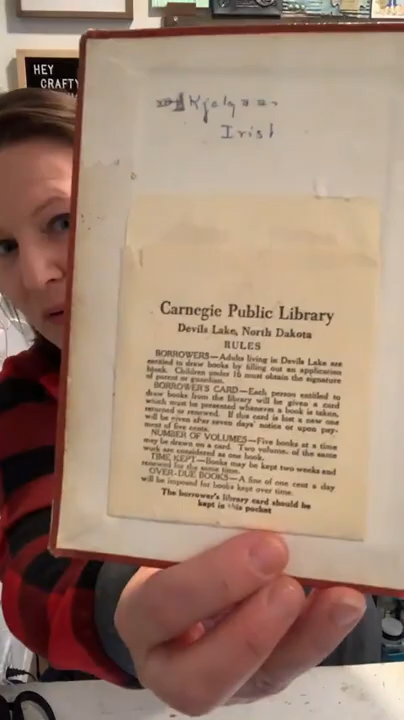 HEY
CRAFTY
Kjelgaar
Irish
Carnegie Public Library
Devils Lake, North Dakota
RULES
BORROWERS—Adults living in Devils Lake are
entitled to draw books by filling out an application
blank. Children under 16 must obtain the signature
of parent or guardian.
BORROWER'S CARD—Each person entitled to
draw books from the library will be given a card
which must be presented whenever a book is taken,
returned or renewed. If this card is lost a new one
will be given after seven days' notice or upon pay-
ment of five cents.
NUMBER OF VOLUMES—Five books at a time
may be drawn on a card. Two volumes, of the same
work are considered as one book.
TIME KEPT—Books may be kept two weeks and
renewed for the same time.
OVER-DUE BOOKS—A fine of one cent a day
will be imposed for books kept over time.
The borrower's library card should be
kept in this pocket